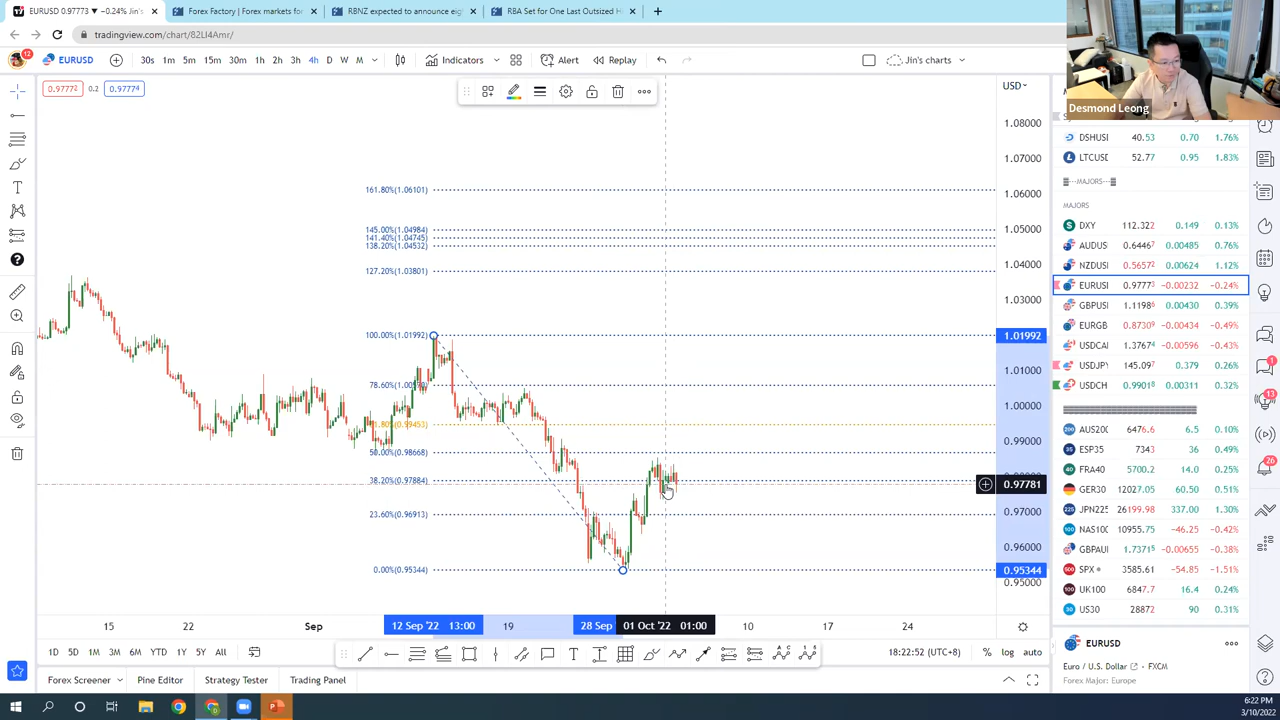 EURUSD 0.97773 ▼ −0.24% Jin's
Forex Factory | Forex markets for
RBNZ expected to announce eig
RBA Set for One Last Outsized H
tradingview.com/chart/82LI4Amr/
12
EURUSD
30s 1m 5m 15m 30m 1h 2h 3h 4h D W M
Indicators
Alert
Replay
Jin's charts
Desmond Leong
0.97772 0.2 0.97774
USD
1.08000
1.07000
1.06000
1.05000
1.04000
1.03000
1.01992
1.01000
1.00000
0.99000
0.97781
0.97000
0.96000
0.95344
0.95000
161.80%(1.06101)
145.00%(1.04984)
141.40%(1.04745)
138.20%(1.04532)
127.20%(1.03801)
100.00%(1.01992)
50.00%(0.98668)
38.20%(0.97884)
23.60%(0.96913)
0.00%(0.95344)
DSHUSI 40.53 0.70 1.76%
LTCUSD 52.77 0.95 1.83%
MAJORS
MAJORS
DXY 112.322 0.149 0.13%
AUDUS 0.64467 0.00485 0.76%
NZDUS 0.56572 0.00624 1.12%
EURUS 0.97773 −0.00232 −0.24%
GBPUS 1.11986 0.00430 0.39%
EURGB 0.87309 −0.00434 −0.49%
USDCA 1.37674 −0.00596 −0.43%
USDJPY 145.097 0.379 0.26%
USDCH 0.99018 0.00311 0.32%
AUS200 6476.6 6.5 0.10%
ESP35 7343 36 0.49%
FRA40 5700.2 14.0 0.25%
GER30 12027.05 60.50 0.51%
JPN225 26199.98 337.00 1.30%
NAS100 10955.75 −46.25 −0.42%
GBPAU 1.73715 −0.00655 −0.38%
SPX 3585.61 −54.85 −1.51%
UK100 6847.7 16.4 0.24%
US30 28872 90 0.31%
EURUSD
Euro / U.S. Dollar • FXCM
Forex Major: Europe
1
13
26
15 22 Sep 12 Sep '22 13:00 19 28 Sep 01 Oct '22 01:00 10 17 24
1D 5D 1M 3M 6M YTD 1Y 5Y All
18:22:52 (UTC+8) % log auto
Forex Screener Pine Editor Strategy Tester Trading Panel
6:22 PM
3/10/2022